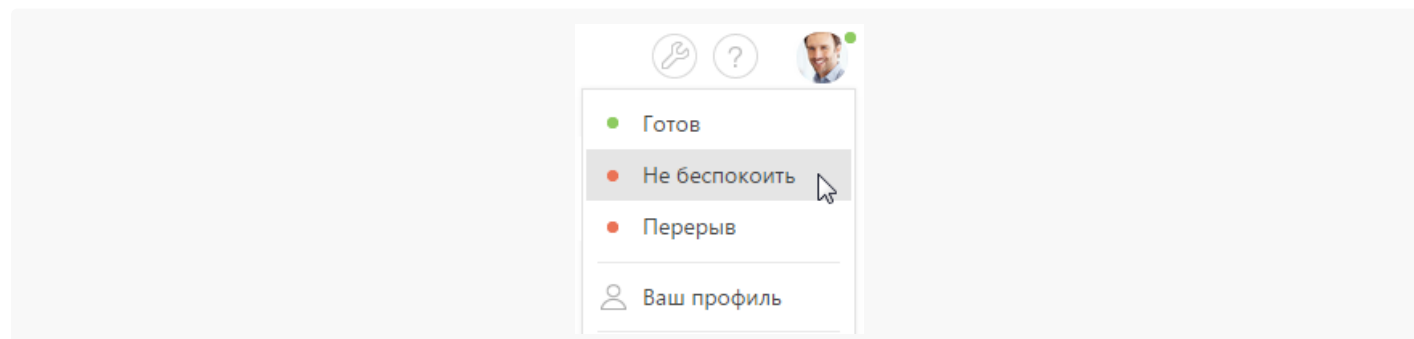 ?
Готов
Не беспокоить
Перерыв
Ваш профиль